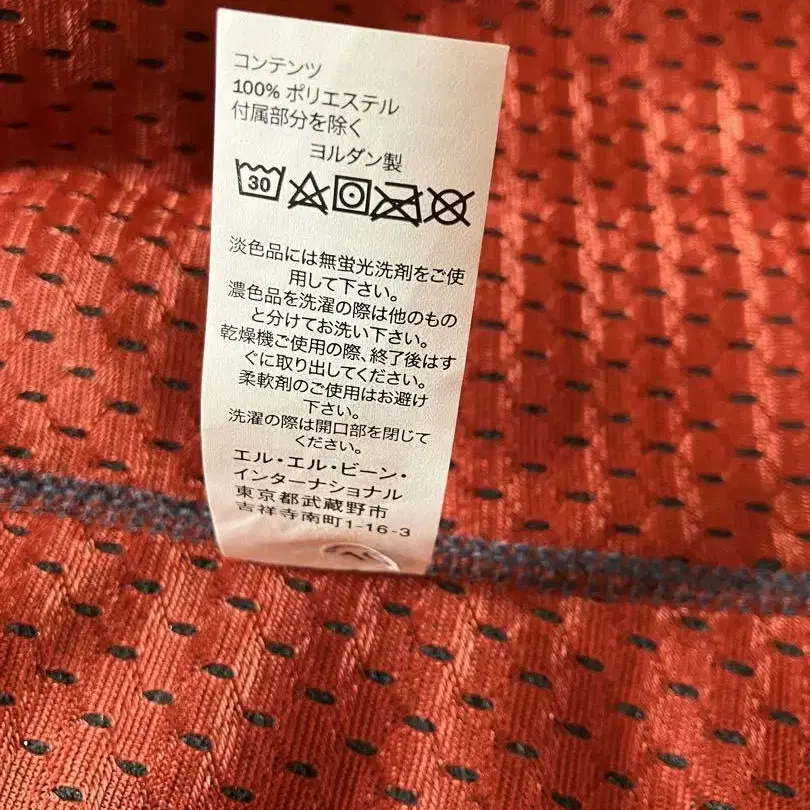 コンテンツ
100% ポリエステル
付属部分を除く
ヨルダン製
30
淡色品には無蛍光洗剤をご使
用して下さい。
濃色品を洗濯の際は他のもの
と分けてお洗い下さい。
乾燥機ご使用の際、終了後はす
ぐに取り出してください。
柔軟剤のご使用はお避け
下さい。
洗濯の際は開口部を閉じて
ください。
エル・エル・ビーン・
インターナショナル
東京都武蔵野市
吉祥寺南町1-16-3